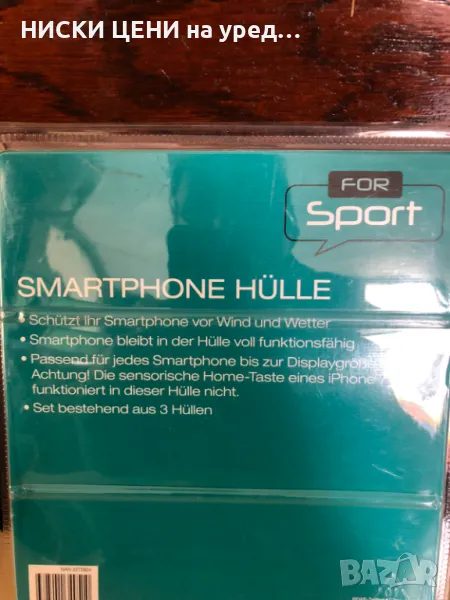 НИСКИ ЦЕНИ на уред…
FOR
Sport
SMARTPHONE HÜLLE
• Schützt Ihr Smartphone vor Wind und Wetter
• Smartphone bleibt in der Hülle voll funktionsfähig
• Passend für jedes Smartphone bis zur
Achtung! Die sensorische Home-Taste eines iPhone
funktioniert in dieser Hülle nicht.
• Set bestehend aus 3 Hüllen
BAZAR